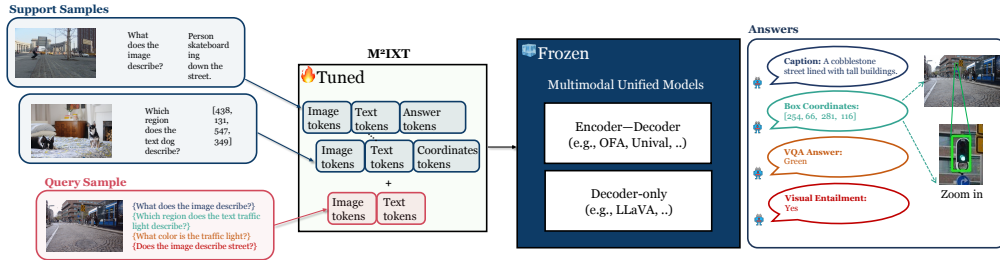 Support Samples
What
does the
image
describe?
Person
skateboard
ing
down the
street.
Which
region
does the
text dog
describe?
[438,
131,
547,
349]
Query Sample
{What does the image describe?}
{Which region does the text traffic
light describe?}
{What color is the traffic light?}
{Does the image describe street?}
M²IXT
Tuned
Image
tokens
Text
tokens
Answer
tokens
Image
tokens
Text
tokens
Coordinates
tokens
+
Image
tokens
Text
tokens
Frozen
Multimodal Unified Models
Encoder—Decoder
(e.g., OFA, Unival, ..)
Decoder-only
(e.g., LLaVA, ..)
Answers
Caption: A cobblestone
street lined with tall buildings.
Box Coordinates:
[254, 66, 281, 116]
VQA Answer:
Green
Visual Entailment:
Yes
Zoom in